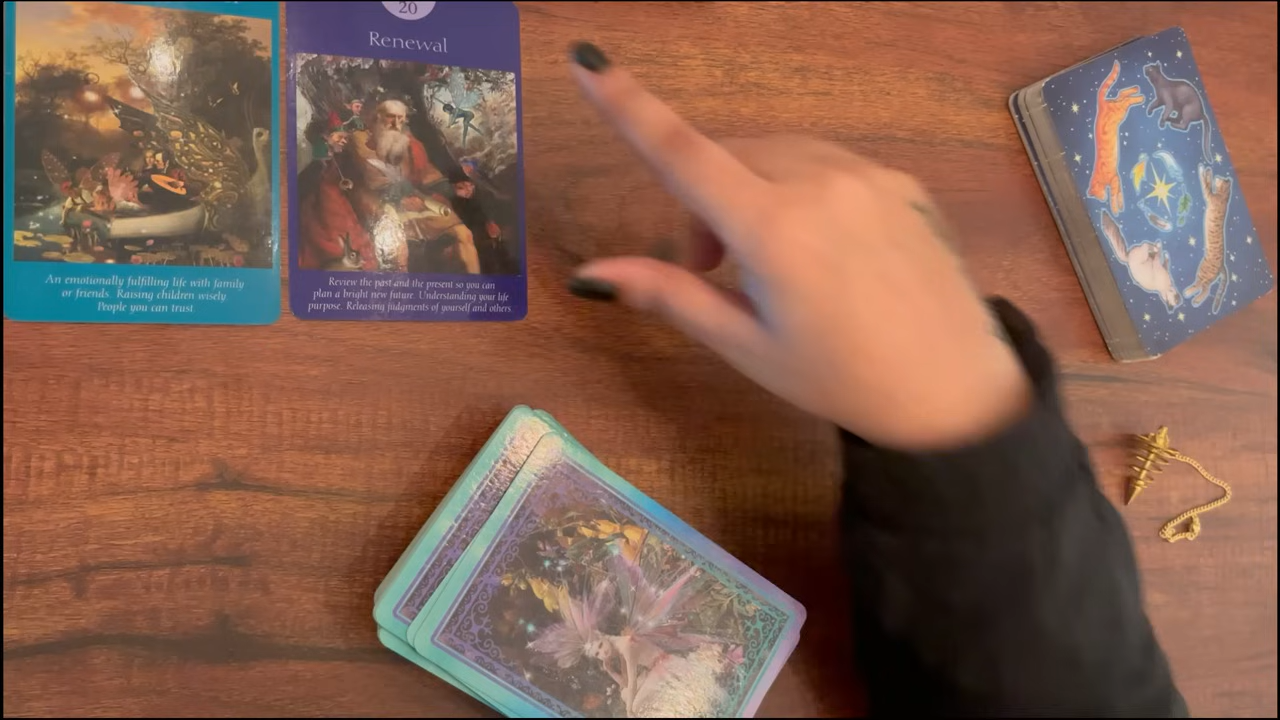 An emotionally fulfilling life with family
or friends. Raising children wisely
People you can trust.
20
Renewal
Review the past and the present so you can
plan a bright new future. Understanding your life
purpose. Releasing judgments of yourself and others.